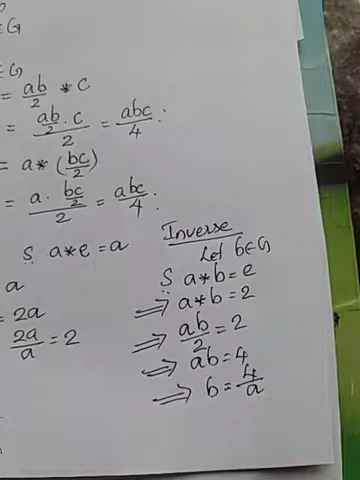 ∈G
∈G
= ab/2 * c
= (ab/2 · c)/2 = abc/4 :
= a * (bc/2)
= (a · bc/2)/2 = abc/4 :
S a*e = a
a
= 2a
2a/a = 2
Inverse
Let b∈G
S a*b = e
⟹ a*b = 2
⟹ ab/2 = 2
⟹ ab = 4
⟹ b = 4/a